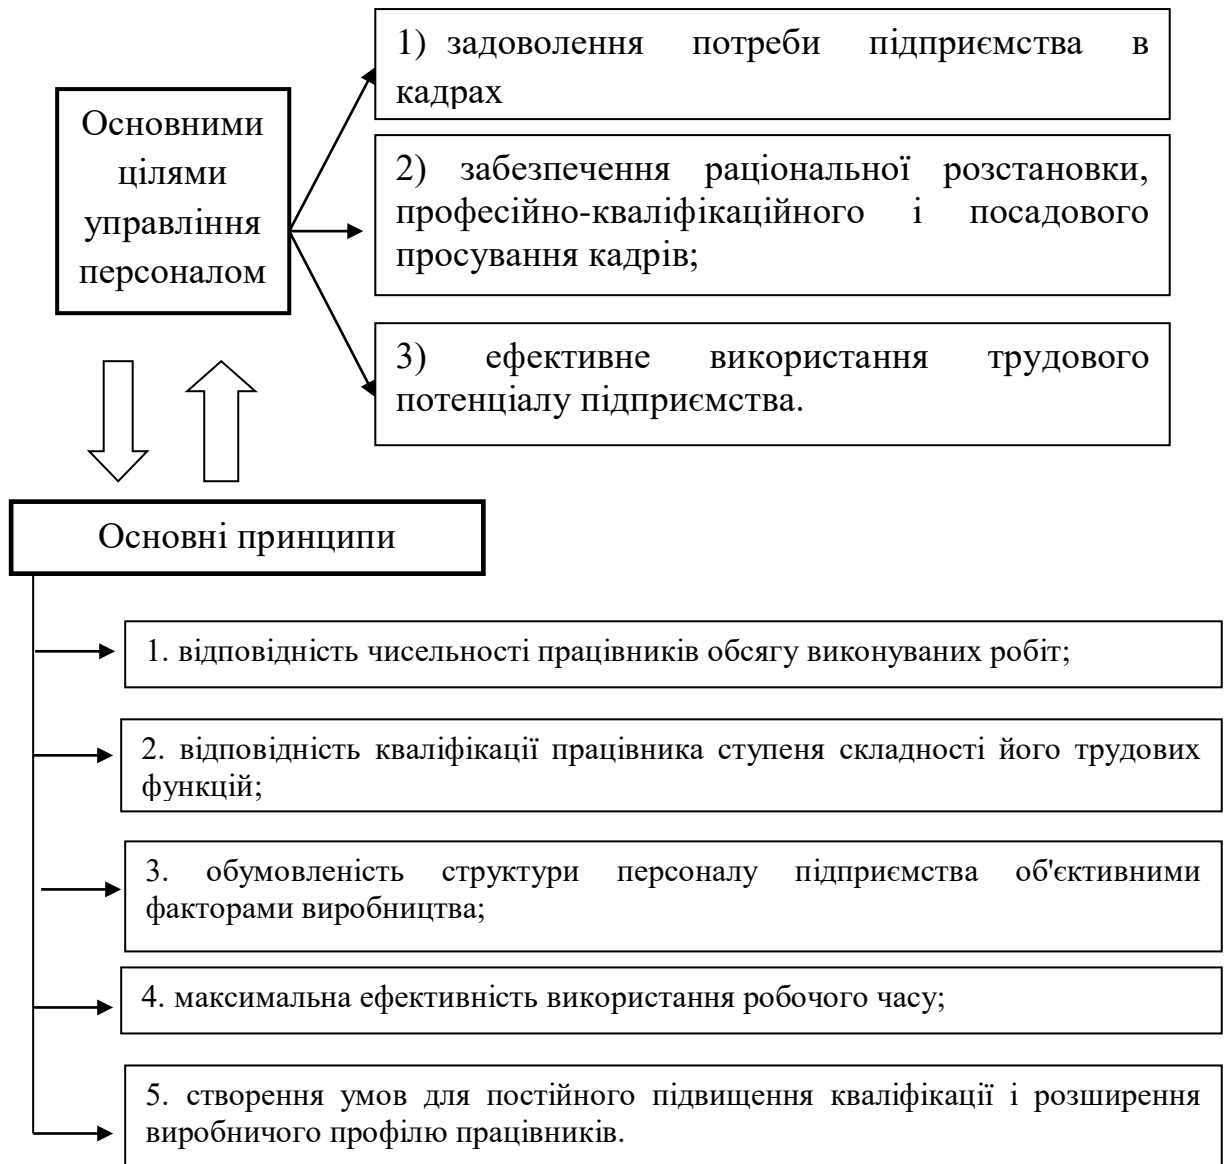 Основними
цілями
управління
персоналом
1) задоволення потреби підприємства в
кадрах
2) забезпечення раціональної розстановки,
професійно-кваліфікаційного і посадового
просування кадрів;
3) ефективне використання трудового
потенціалу підприємства.
Основні принципи
1. відповідність чисельності працівників обсягу виконуваних робіт;
2. відповідність кваліфікації працівника ступеня складності його трудових
функцій;
3. обумовленість структури персоналу підприємства об'єктивними
факторами виробництва;
4. максимальна ефективність використання робочого часу;
5. створення умов для постійного підвищення кваліфікації і розширення
виробничого профілю працівників.